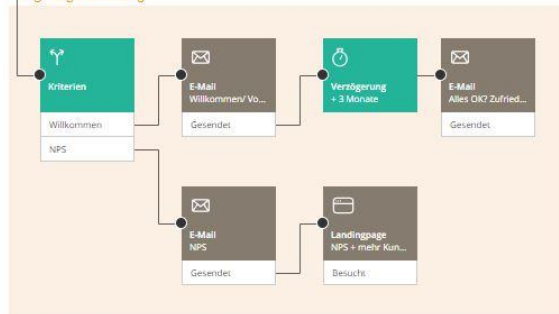 Kriterien
Willkommen
NPS
E-Mail
Willkommen/ Vo...
Gesendet
Verzögerung
+ 3 Monate
E-Mail
Alles OK? Zufried...
Gesendet
E-Mail
NPS
Gesendet
Landingpage
NPS + mehr Kun...
Besucht